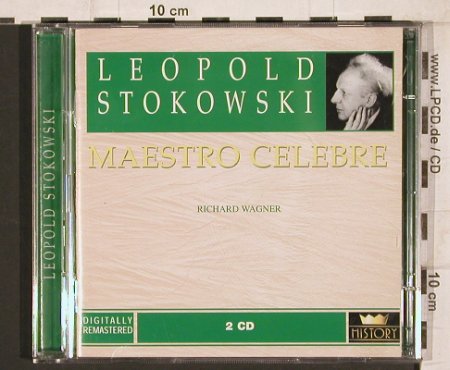 10 cm
LEOPOLD
STOKOWSKI
MAESTRO CELEBRE
RICHARD WAGNER
DIGITALLY
REMASTERED
2 CD
HISTORY
LEOPOLD STOKOWSKI
www.LPCD.de / CD
10 cm